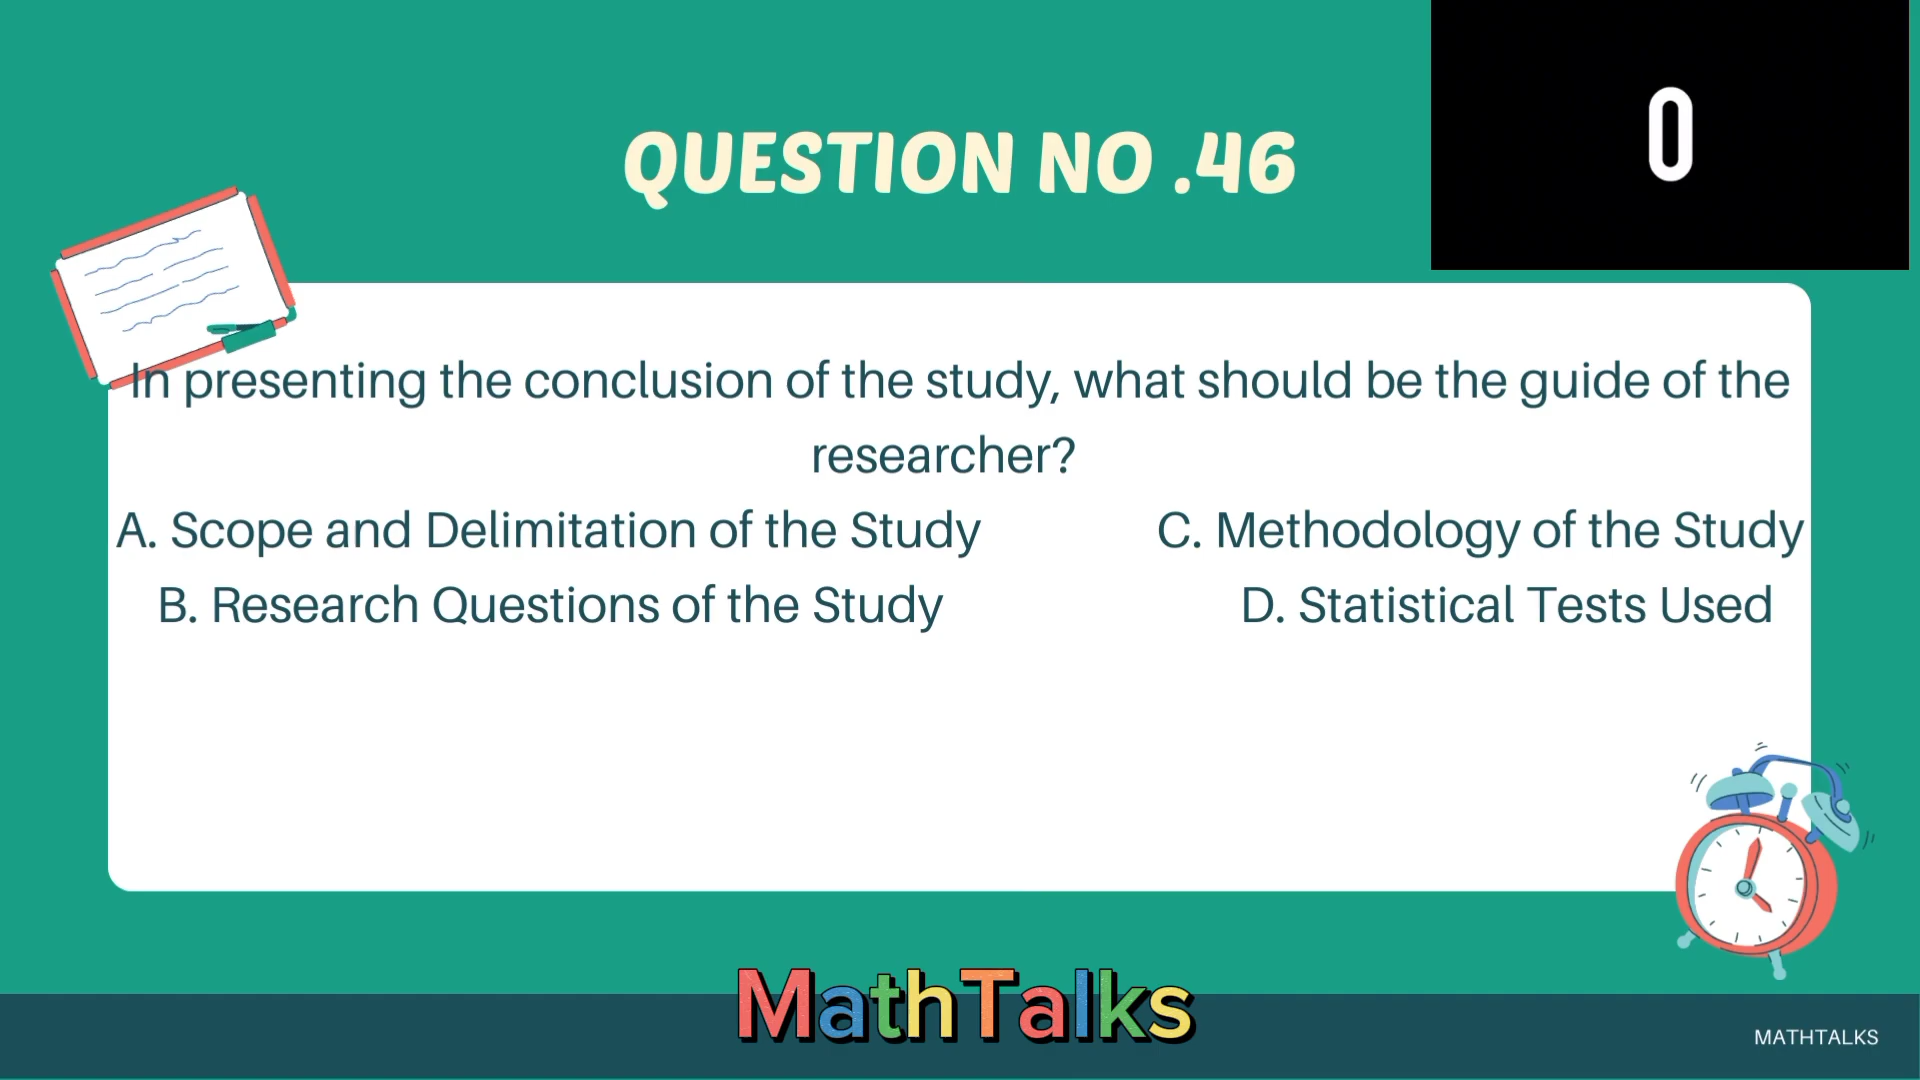 0
QUESTION NO .46
In presenting the conclusion of the study, what should be the guide of the
researcher?
A. Scope and Delimitation of the Study C. Methodology of the Study
B. Research Questions of the Study D. Statistical Tests Used
MathTalks
MATHTALKS